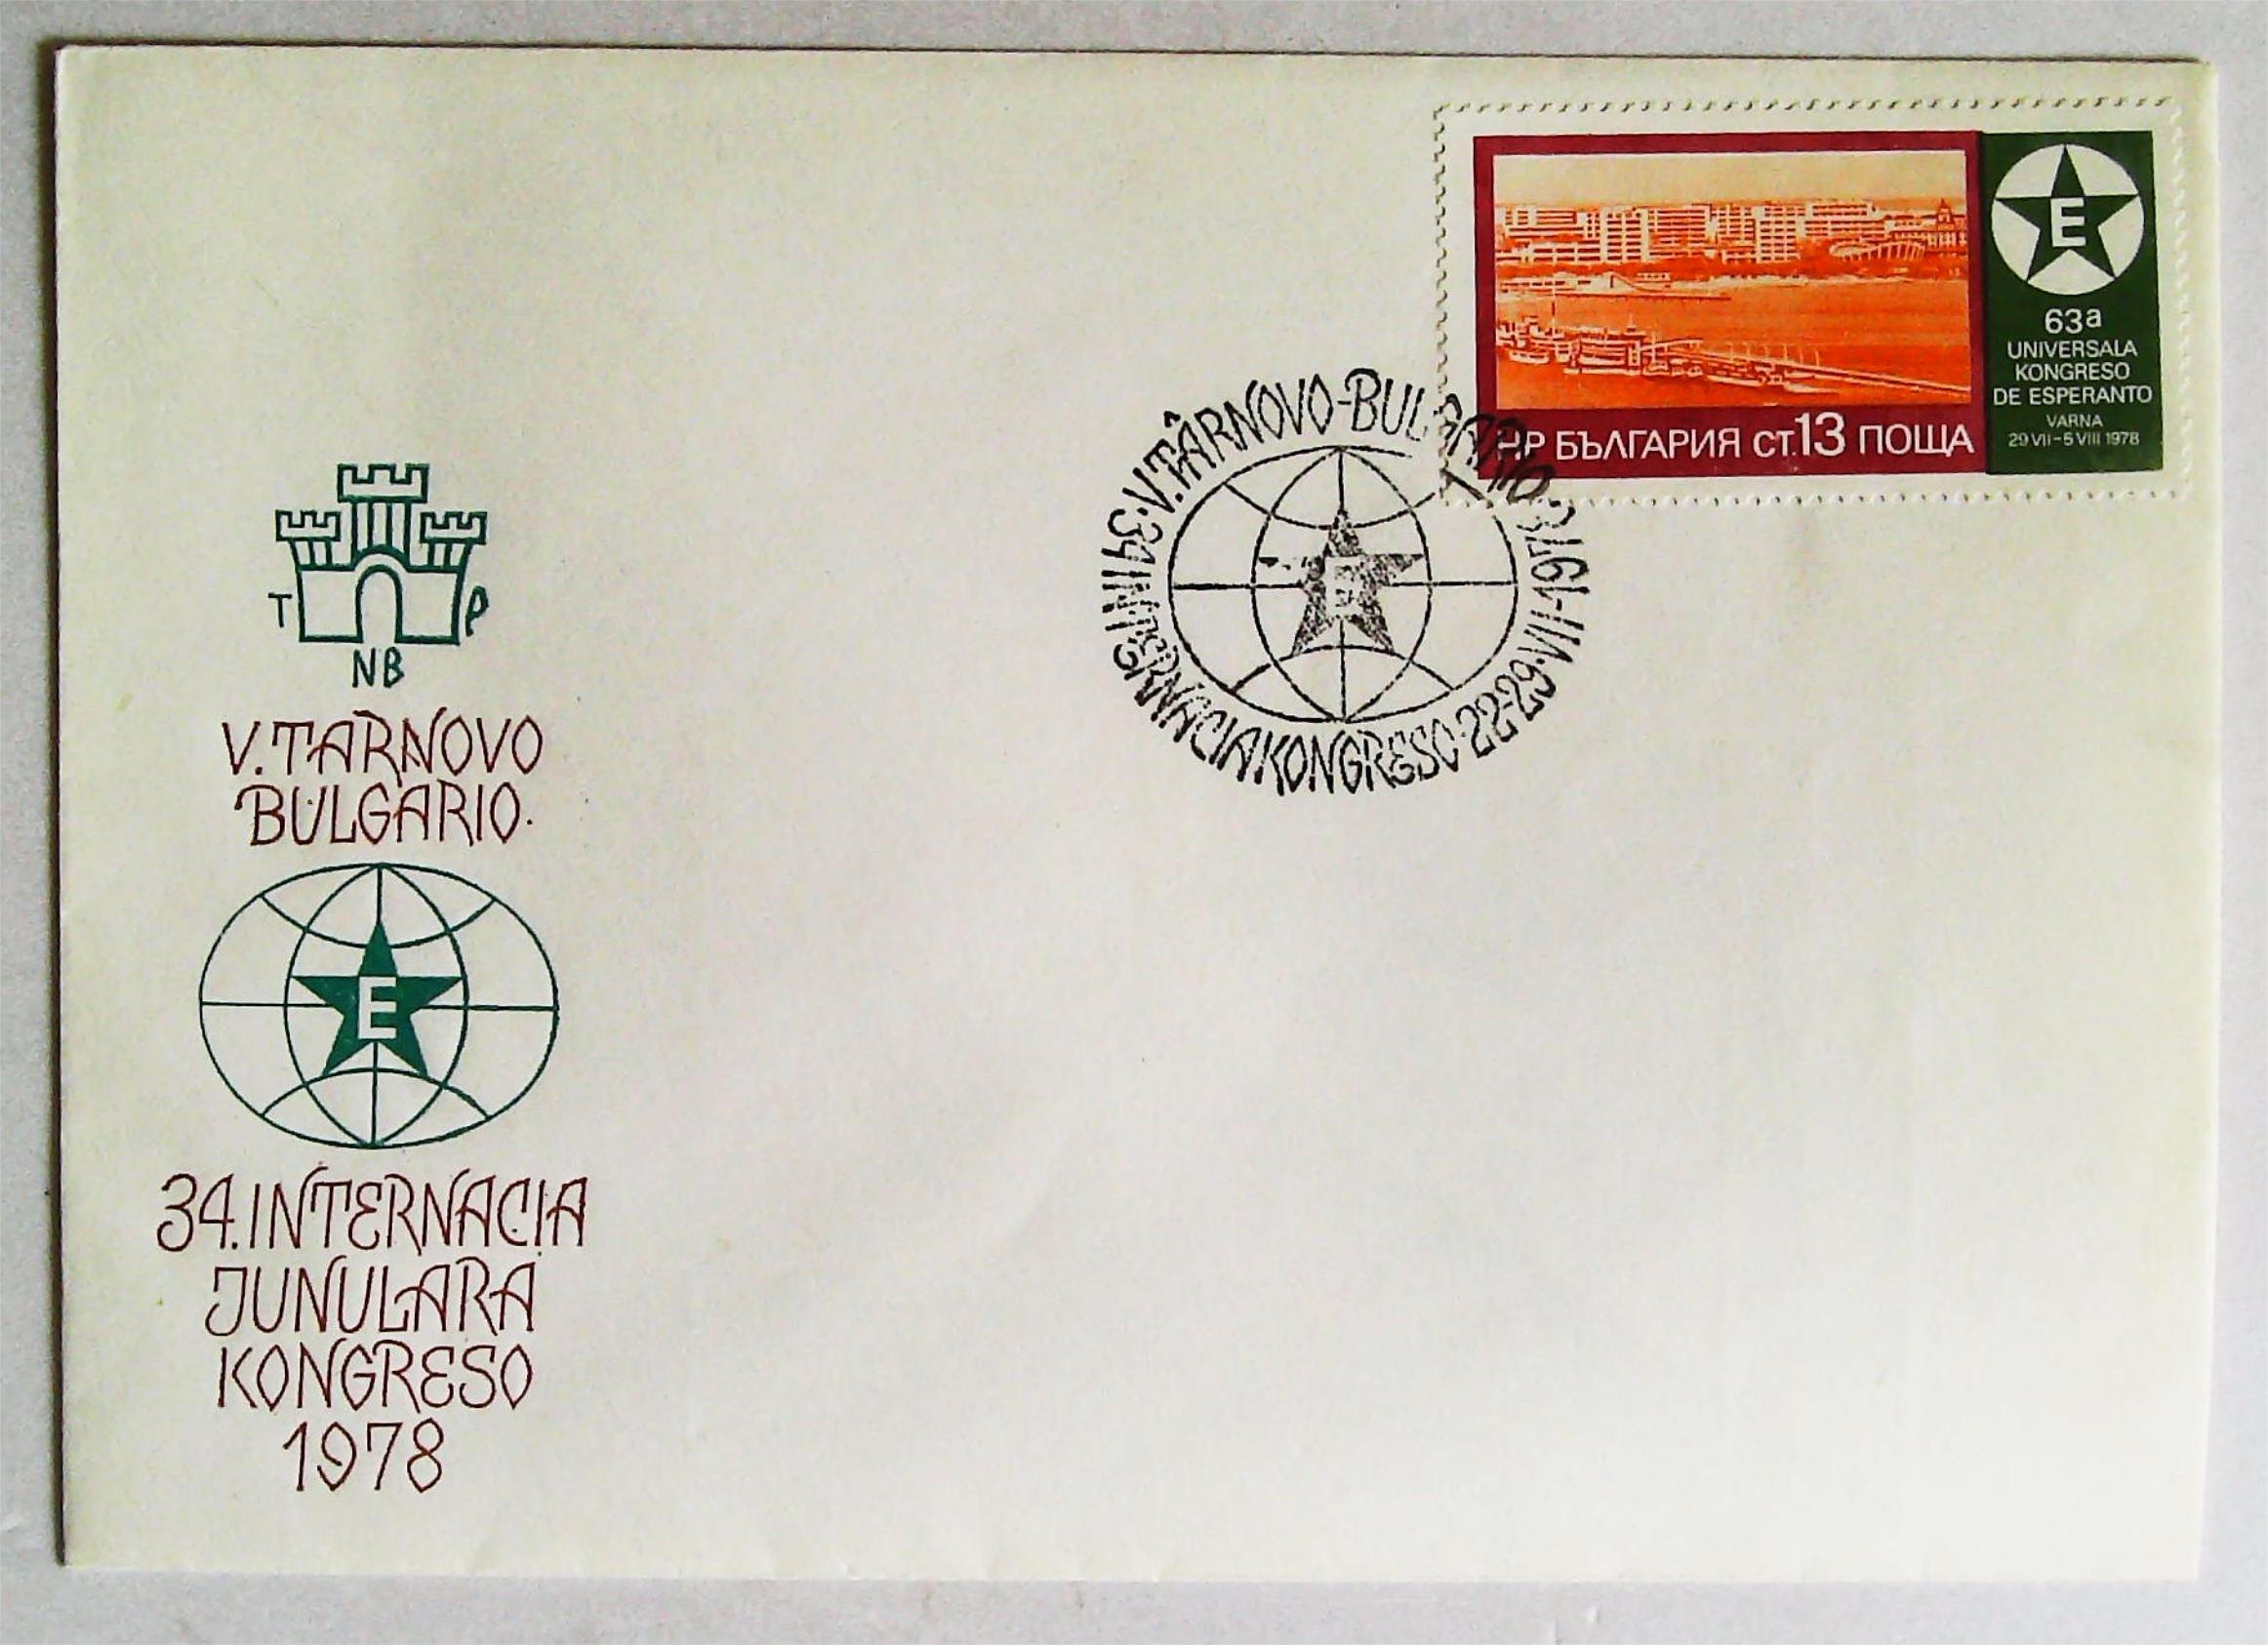 T P
NB
V. TARNOVO
BULGARIO.
E
34. INTERNACIA
JUNULARA
KONGRESO
1978
34 INTERNACIA KONGRESO · 22-29·VII·1978 · V. TÂRNOVO-BULGARIO
E
НР БЪЛГАРИЯ СТ. 13 ПОЩА
E
63a
UNIVERSALA
KONGRESO
DE ESPERANTO
VARNA
29 VII - 5 VIII 1978